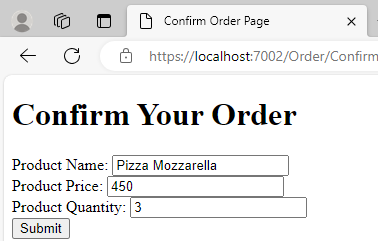 Confirm Order Page
https://localhost:7002/Order/Confirm
Confirm Your Order
Product Name: Pizza Mozzarella
Product Price: 450
Product Quantity: 3
Submit